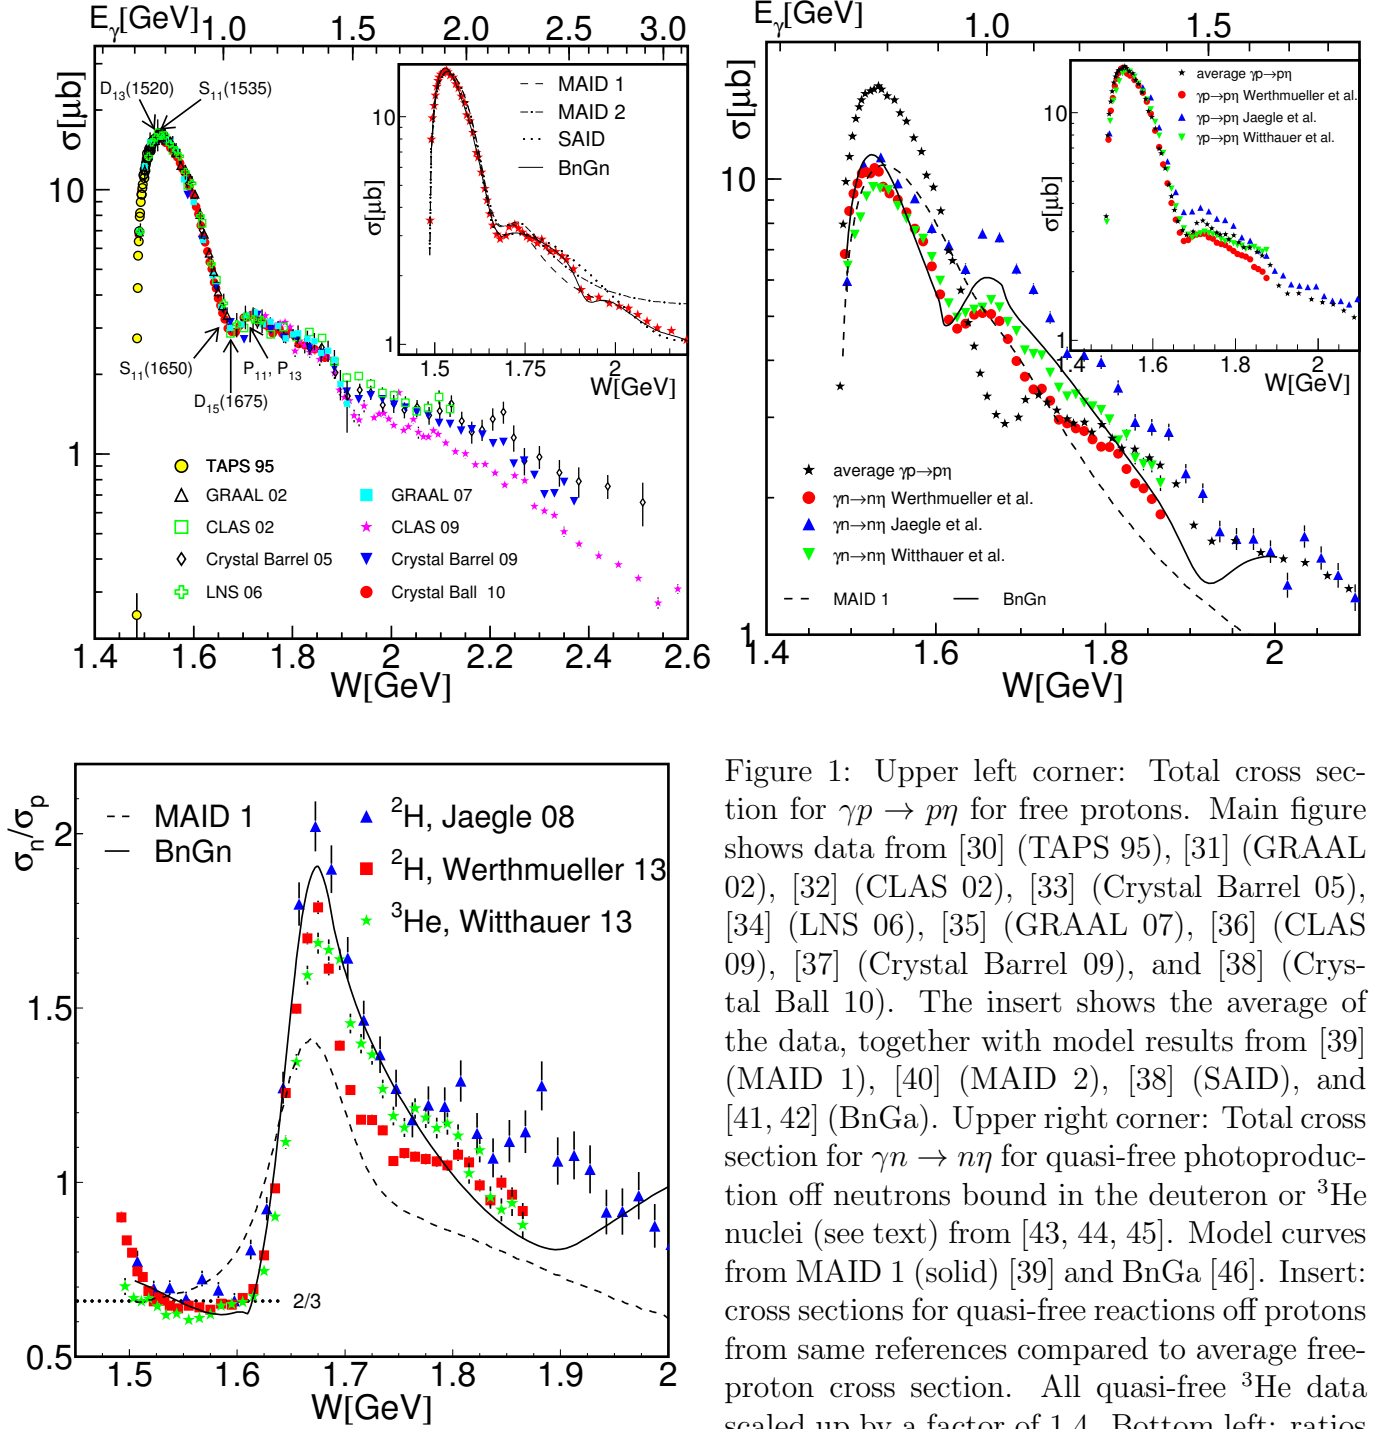 Eγ[GeV]
1.0
1.5
2.0
2.5
3.0
σ[μb]
10
1
D13(1520)
S11(1535)
S11(1650)
P11, P13
D15(1675)
TAPS 95
GRAAL 02
CLAS 02
Crystal Barrel 05
LNS 06
GRAAL 07
CLAS 09
Crystal Barrel 09
Crystal Ball 10
1.4
1.6
1.8
2
2.2
2.4
2.6
W[GeV]
MAID 1
MAID 2
SAID
BnGn
σ[μb]
10
1
1.5
1.75
2
W[GeV]
Eγ[GeV]
1.0
1.5
σ[μb]
10
1
average γp→pη
γn→nη Werthmueller et al.
γn→nη Jaegle et al.
γn→nη Witthauer et al.
MAID 1
BnGn
1.4
1.6
1.8
2
W[GeV]
average γp→pη
γp→pη Werthmueller et al.
γp→pη Jaegle et al.
γp→pη Witthauer et al.
σ[μb]
10
1
1.4
1.6
1.8
2
W[GeV]
σn/σp
2
1.5
1
0.5
MAID 1
BnGn
2H, Jaegle 08
2H, Werthmueller 13
3He, Witthauer 13
2/3
1.5
1.6
1.7
1.8
1.9
2
W[GeV]
Figure 1: Upper left corner: Total cross sec-
tion for γp → pη for free protons. Main figure
shows data from [30] (TAPS 95), [31] (GRAAL
02), [32] (CLAS 02), [33] (Crystal Barrel 05),
[34] (LNS 06), [35] (GRAAL 07), [36] (CLAS
09), [37] (Crystal Barrel 09), and [38] (Crys-
tal Ball 10). The insert shows the average of
the data, together with model results from [39]
(MAID 1), [40] (MAID 2), [38] (SAID), and
[41, 42] (BnGa). Upper right corner: Total cross
section for γn → nη for quasi-free photoproduc-
tion off neutrons bound in the deuteron or 3He
nuclei (see text) from [43, 44, 45]. Model curves
from MAID 1 (solid) [39] and BnGa [46]. Insert:
cross sections for quasi-free reactions off protons
from same references compared to average free-
proton cross section. All quasi-free 3He data
scaled up by a factor of 1.4. Bottom left: ratios